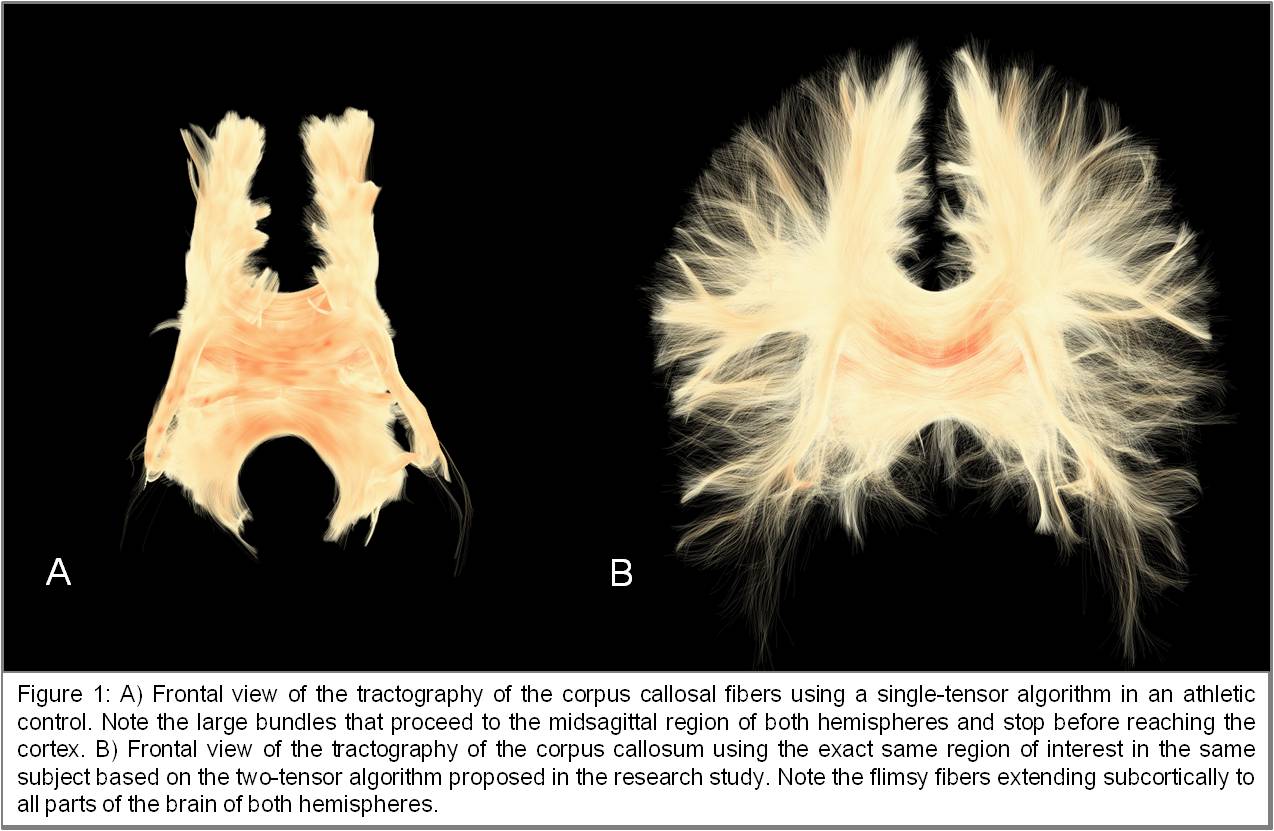 A
B
Figure 1: A) Frontal view of the tractography of the corpus callosal fibers using a single-tensor algorithm in an athletic
control. Note the large bundles that proceed to the midsagittal region of both hemispheres and stop before reaching the
cortex. B) Frontal view of the tractography of the corpus callosum using the exact same region of interest in the same
subject based on the two-tensor algorithm proposed in the research study. Note the flimsy fibers extending subcortically to
all parts of the brain of both hemispheres.